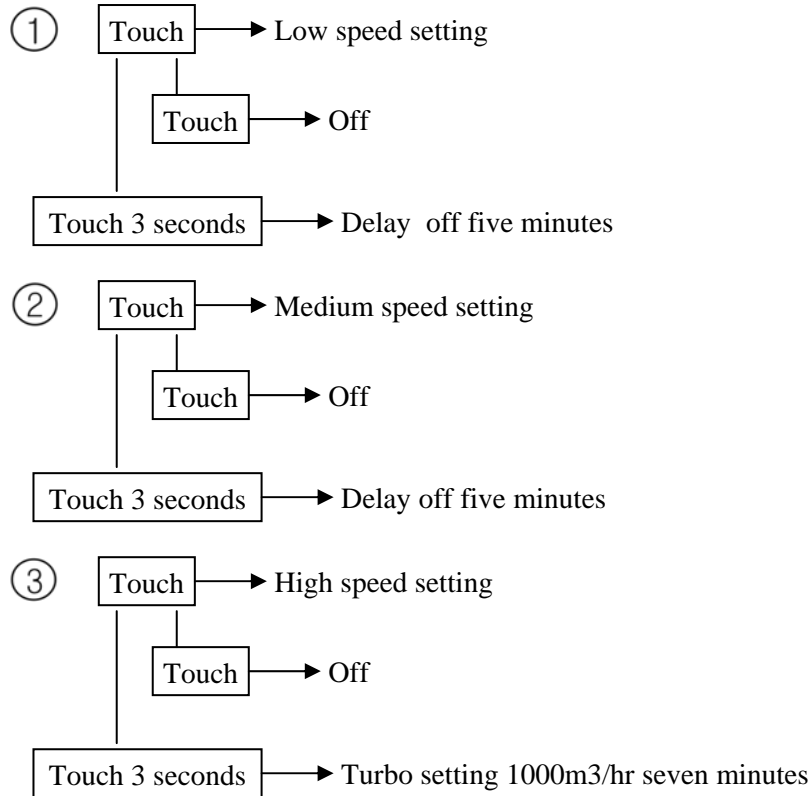 ① Touch Low speed setting
Touch Off
Touch 3 seconds Delay off five minutes
② Touch Medium speed setting
Touch Off
Touch 3 seconds Delay off five minutes
③ Touch High speed setting
Touch Off
Touch 3 seconds Turbo setting 1000m3/hr seven minutes